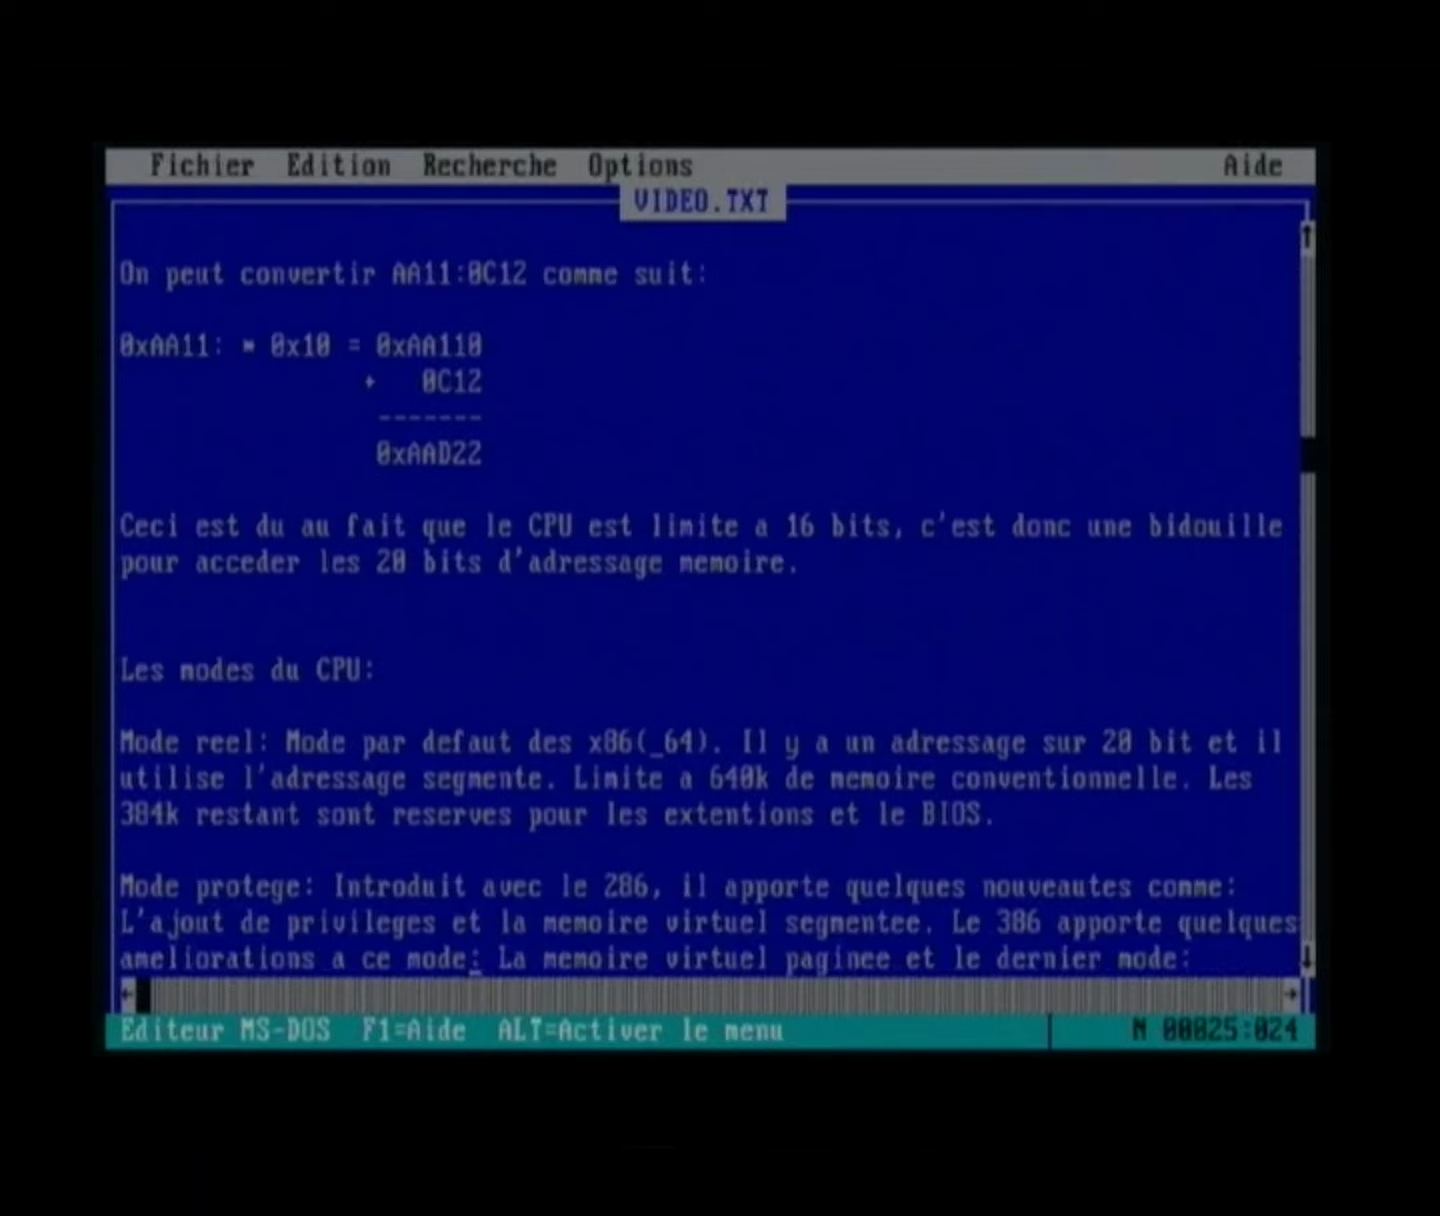 Fichier Edition Recherche Options Aide
VIDEO.TXT
On peut convertir AA11:0C12 comme suit:
0xAA11: * 0x10 = 0xAA110
+ 0C12
-------
0xAAD22
Ceci est du au fait que le CPU est limite a 16 bits, c'est donc une bidouille
pour acceder les 20 bits d'adressage memoire.
Les modes du CPU:
Mode reel: Mode par defaut des x86(_64). Il y a un adressage sur 20 bit et il
utilise l'adressage segmente. Limite a 640k de memoire conventionnelle. Les
384k restant sont reserves pour les extentions et le BIOS.
Mode protege: Introduit avec le 286, il apporte quelques nouveautes comme:
L'ajout de privileges et la memoire virtuel segmentee. Le 386 apporte quelques
ameliorations a ce mode: La memoire virtuel paginee et le dernier mode:
Editeur MS-DOS F1=Aide ALT=Activer le menu N 00025:024